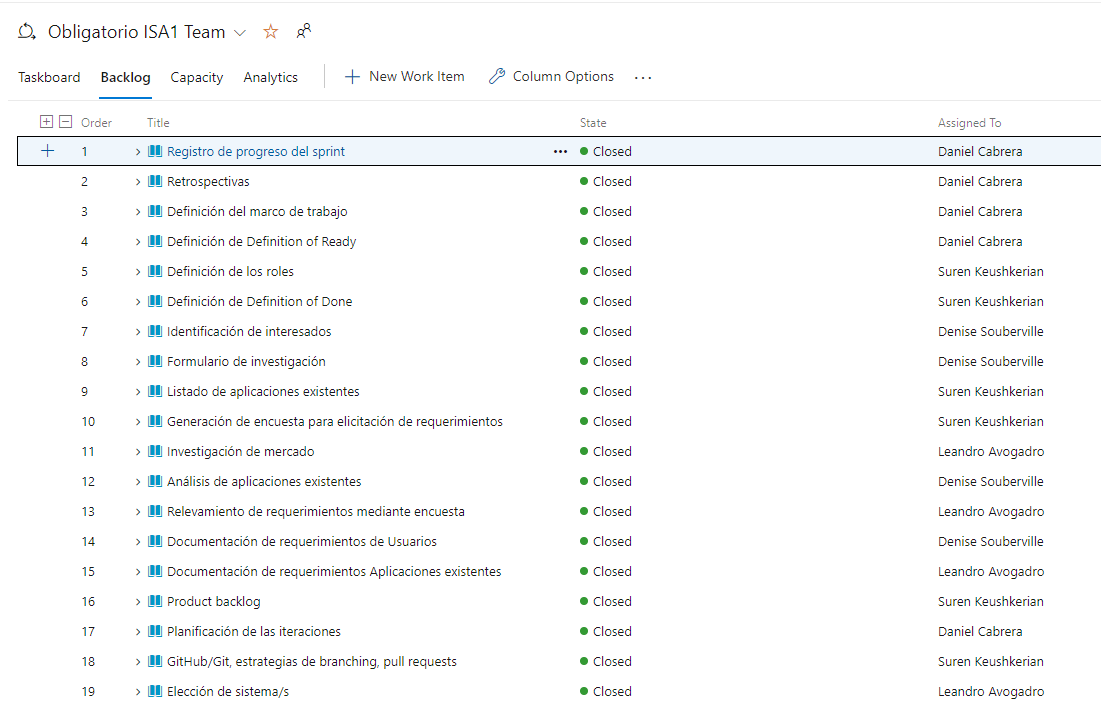 Obligatorio ISA1 Team
Taskboard Backlog Capacity Analytics New Work Item Column Options
Order Title State Assigned To
1 Registro de progreso del sprint Closed Daniel Cabrera
2 Retrospectivas Closed Daniel Cabrera
3 Definición del marco de trabajo Closed Daniel Cabrera
4 Definición de Definition of Ready Closed Daniel Cabrera
5 Definición de los roles Closed Suren Keushkerian
6 Definición de Definition of Done Closed Suren Keushkerian
7 Identificación de interesados Closed Denise Souberville
8 Formulario de investigación Closed Denise Souberville
9 Listado de aplicaciones existentes Closed Suren Keushkerian
10 Generación de encuesta para elicitación de requerimientos Closed Suren Keushkerian
11 Investigación de mercado Closed Leandro Avogadro
12 Análisis de aplicaciones existentes Closed Denise Souberville
13 Relevamiento de requerimientos mediante encuesta Closed Leandro Avogadro
14 Documentación de requerimientos de Usuarios Closed Denise Souberville
15 Documentación de requerimientos Aplicaciones existentes Closed Leandro Avogadro
16 Product backlog Closed Suren Keushkerian
17 Planificación de las iteraciones Closed Daniel Cabrera
18 GitHub/Git, estrategias de branching, pull requests Closed Suren Keushkerian
19 Elección de sistema/s Closed Leandro Avogadro